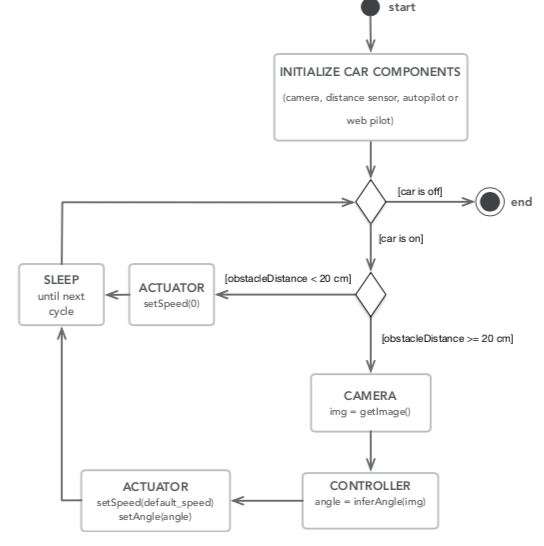 start
INITIALIZE CAR COMPONENTS
(camera, distance sensor, autopilot or
web pilot)
[car is off]
end
[car is on]
SLEEP
until next
cycle
ACTUATOR
setSpeed(0)
[obstacleDistance < 20 cm]
[obstacleDistance >= 20 cm]
CAMERA
img = getImage()
ACTUATOR
setSpeed(default_speed)
setAngle(angle)
CONTROLLER
angle = inferAngle(img)